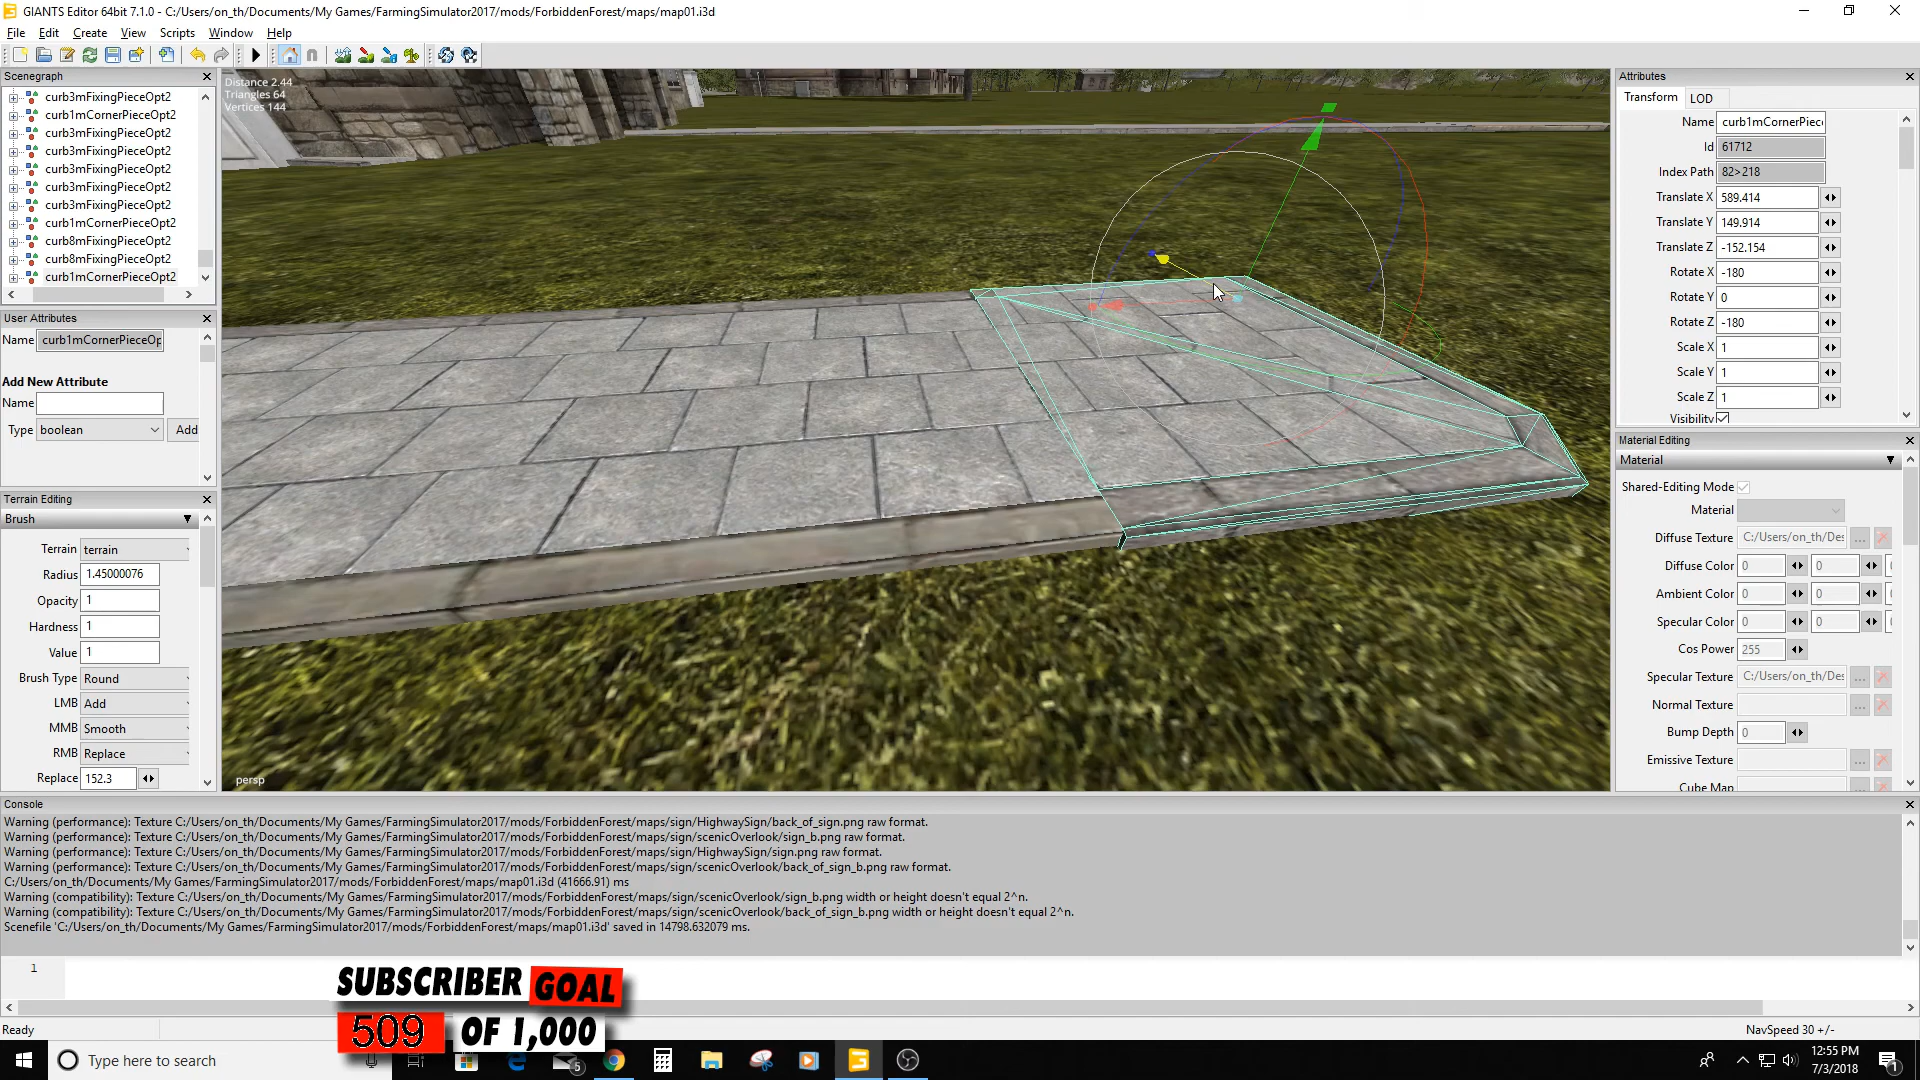 GIANTS Editor 64bit 7.1.0 - C:/Users/on_th/Documents/My Games/FarmingSimulator2017/mods/ForbiddenForest/maps/map01.i3d
File Edit Create View Scripts Window Help
Scenegraph
curb3mFixingPieceOpt2
curb1mCornerPieceOpt2
curb3mFixingPieceOpt2
curb3mFixingPieceOpt2
curb3mFixingPieceOpt2
curb3mFixingPieceOpt2
curb3mFixingPieceOpt2
curb1mCornerPieceOpt2
curb8mFixingPieceOpt2
curb8mFixingPieceOpt2
curb1mCornerPieceOpt2
User Attributes
Name curb1mCornerPieceOp
Add New Attribute
Name
Type boolean Add
Terrain Editing
Brush
Terrain terrain
Radius 1.45000076
Opacity 1
Hardness 1
Value 1
Brush Type Round
LMB Add
MMB Smooth
RMB Replace
Replace 152.3
Distance 2.44
Triangles 64
Vertices 144
persp
Attributes
Transform LOD
Name curb1mCornerPiec
Id 61712
Index Path 82>218
Translate X 589.414
Translate Y 149.914
Translate Z -152.154
Rotate X -180
Rotate Y 0
Rotate Z -180
Scale X 1
Scale Y 1
Scale Z 1
Visibility
Material Editing
Material
Shared-Editing Mode
Material
Diffuse Texture C:/Users/on_th/Des ...
Diffuse Color 0 0
Ambient Color 0 0
Specular Color 0 0
Cos Power 255
Specular Texture C:/Users/on_th/Des ...
Normal Texture ...
Bump Depth 0
Emissive Texture ...
Cube Map
Console
Warning (performance): Texture C:/Users/on_th/Documents/My Games/FarmingSimulator2017/mods/ForbiddenForest/maps/sign/HighwaySign/back_of_sign.png raw format.
Warning (performance): Texture C:/Users/on_th/Documents/My Games/FarmingSimulator2017/mods/ForbiddenForest/maps/sign/scenicOverlook/sign_b.png raw format.
Warning (performance): Texture C:/Users/on_th/Documents/My Games/FarmingSimulator2017/mods/ForbiddenForest/maps/sign/HighwaySign/sign.png raw format.
Warning (performance): Texture C:/Users/on_th/Documents/My Games/FarmingSimulator2017/mods/ForbiddenForest/maps/sign/scenicOverlook/back_of_sign_b.png raw format.
C:/Users/on_th/Documents/My Games/FarmingSimulator2017/mods/ForbiddenForest/maps/map01.i3d (41666.91) ms
Warning (compatibility): Texture C:/Users/on_th/Documents/My Games/FarmingSimulator2017/mods/ForbiddenForest/maps/sign/scenicOverlook/sign_b.png width or height doesn't equal 2^n.
Warning (compatibility): Texture C:/Users/on_th/Documents/My Games/FarmingSimulator2017/mods/ForbiddenForest/maps/sign/scenicOverlook/back_of_sign_b.png width or height doesn't equal 2^n.
Scenefile 'C:/Users/on_th/Documents/My Games/FarmingSimulator2017/mods/ForbiddenForest/maps/map01.i3d' saved in 14798.632079 ms.
1
SUBSCRIBER GOAL
509 OF 1,000
Ready
NavSpeed 30 +/-
Type here to search
5
12:55 PM
7/3/2018
1